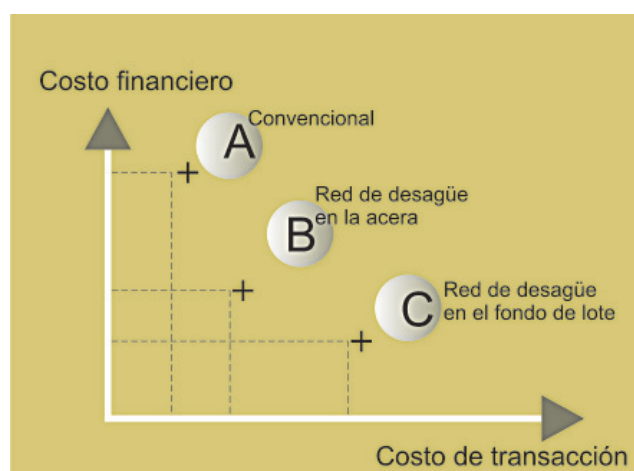 Costo financiero
A
Convencional
B
Red de desagüe
en la acera
C
Red de desagüe
en el fondo de lote
Costo de transacción